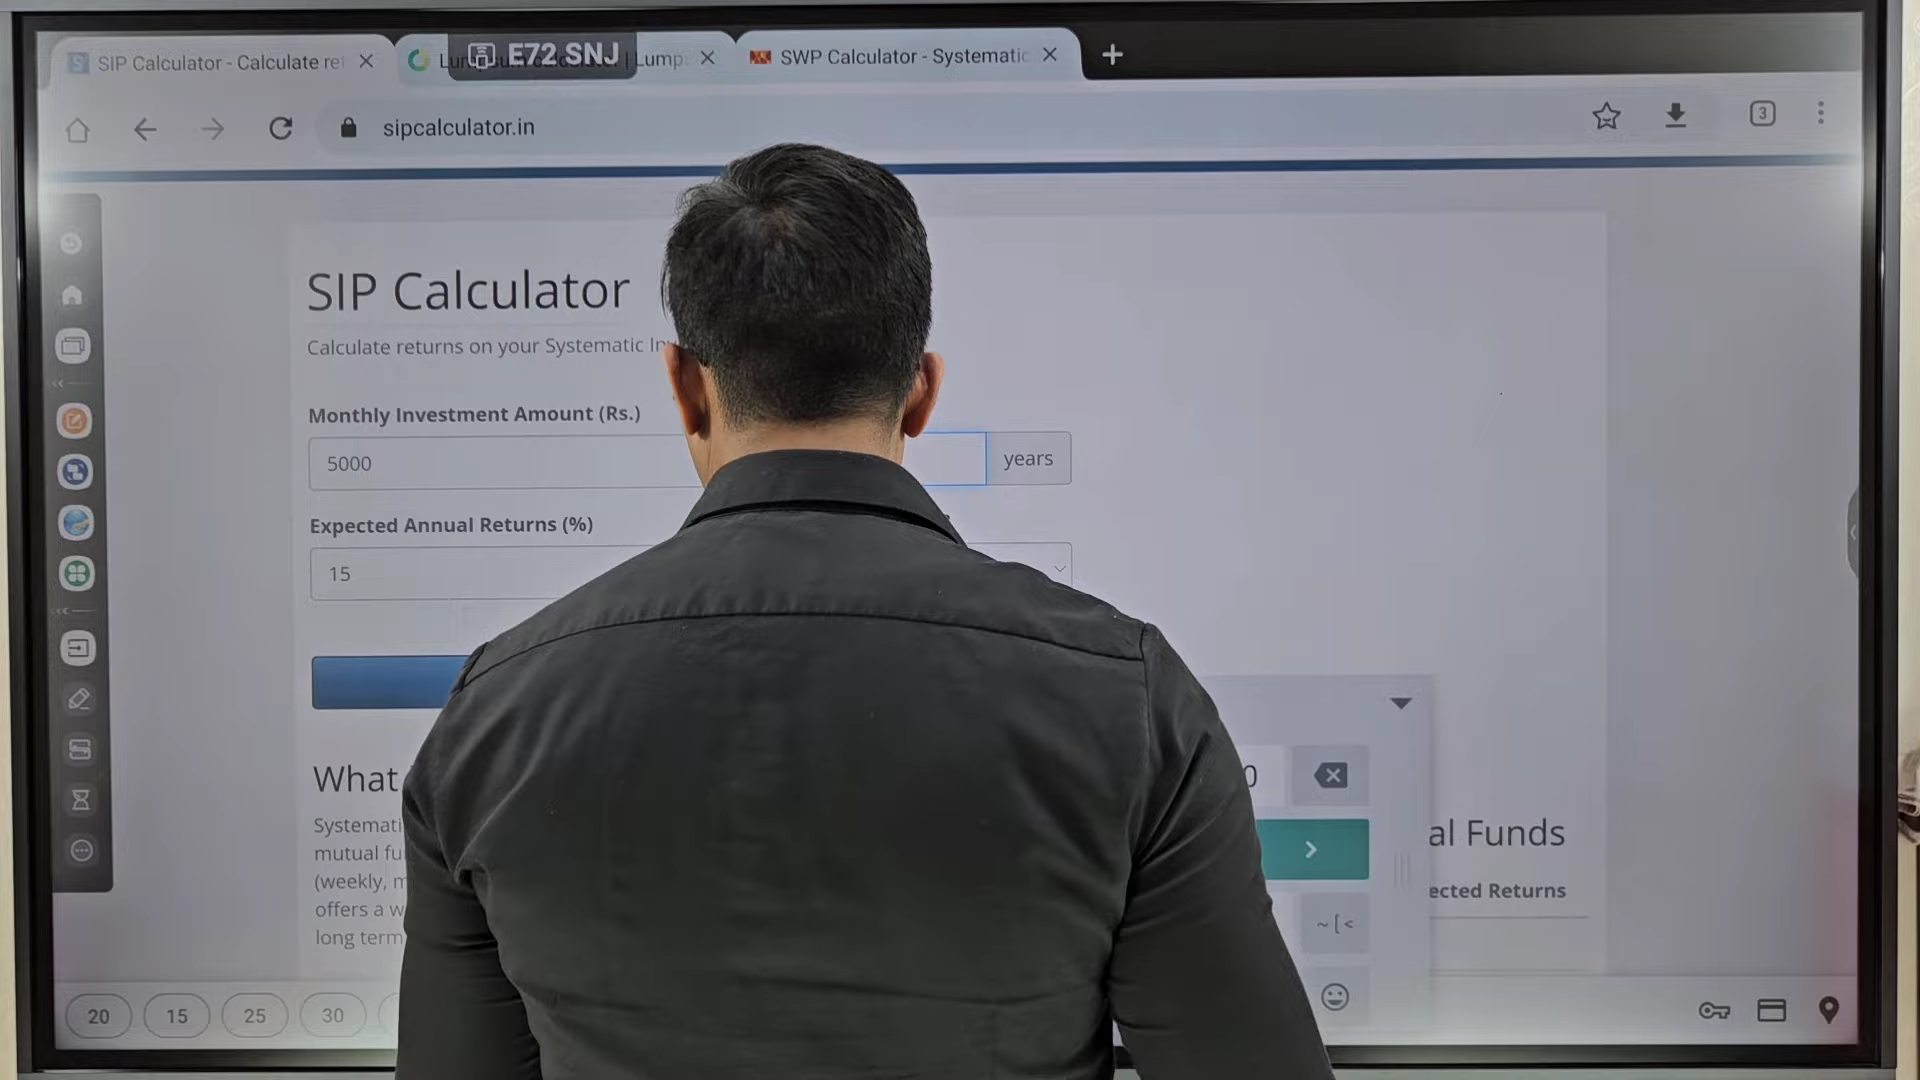 SIP Calculator - Calculate re
E72 SNJ
Lump
SWP Calculator - Systematic
sipcalculator.in
3
SIP Calculator
Calculate returns on your Systematic In
Monthly Investment Amount (Rs.)
5000
years
Expected Annual Returns (%)
15
What
Systemati
mutual fu
(weekly, m
offers a w
long term
0
al Funds
ected Returns
~ [ <
20 15 25 30